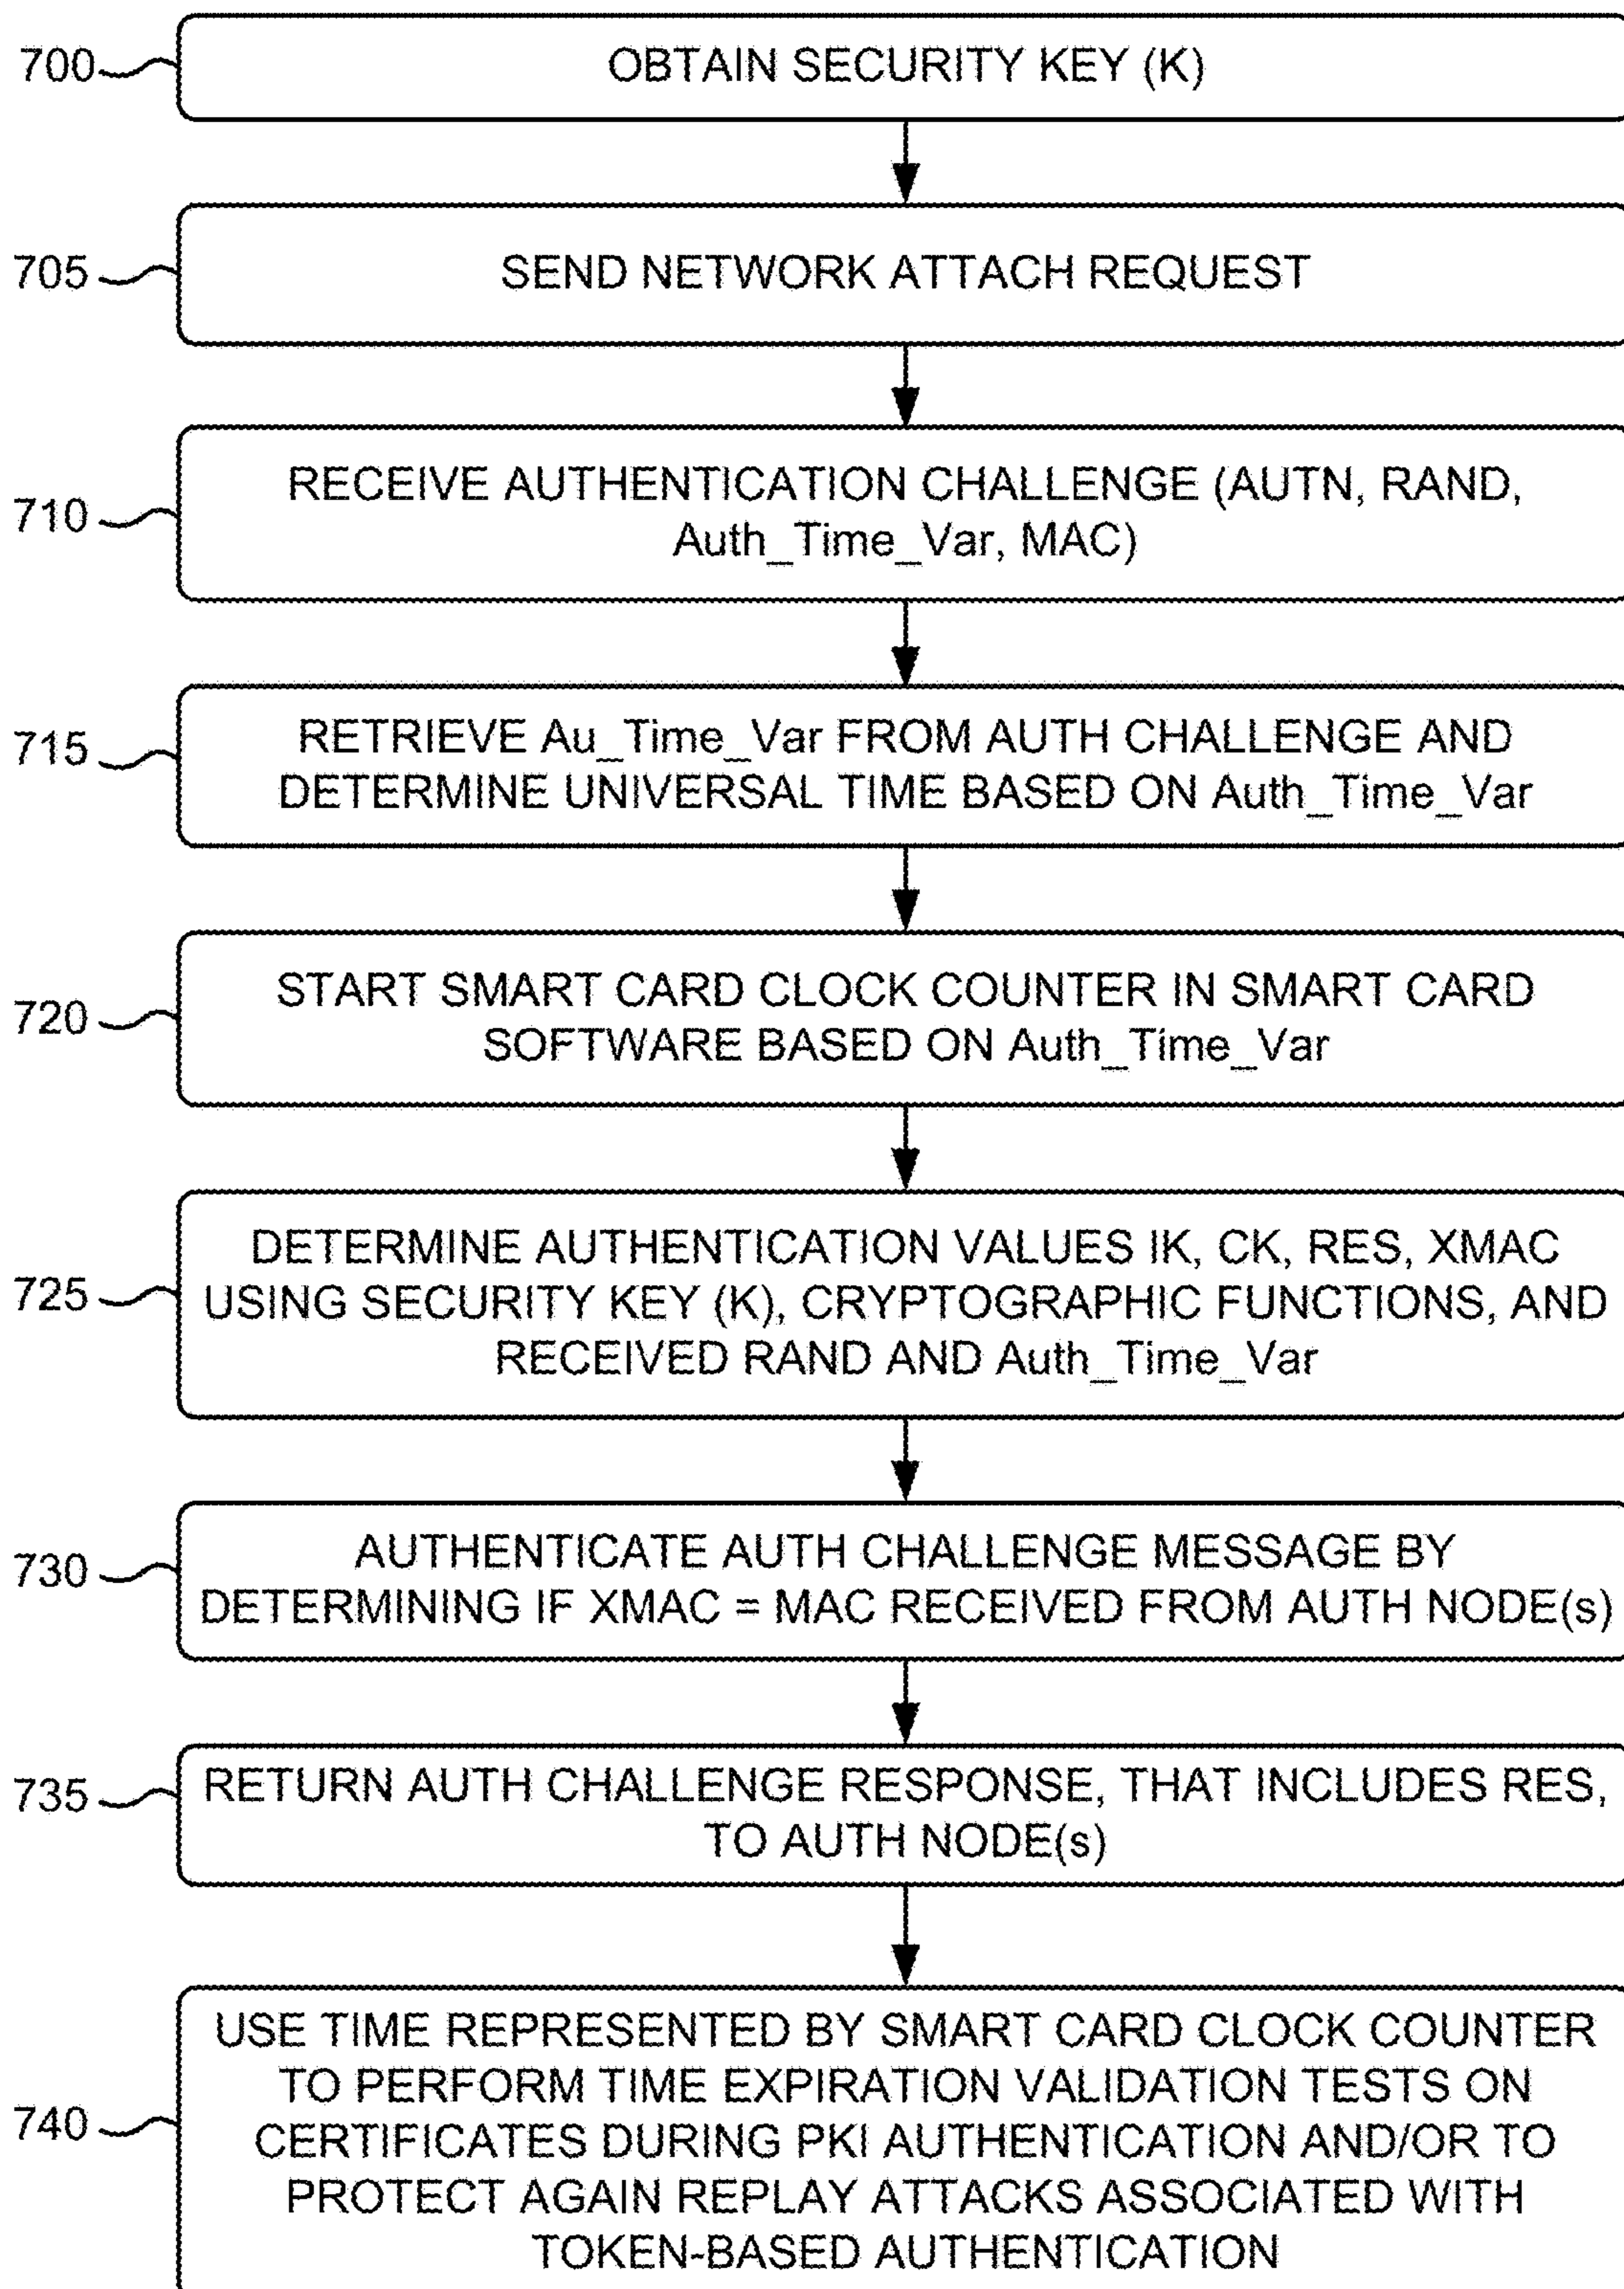 700
OBTAIN SECURITY KEY (K)
705
SEND NETWORK ATTACH REQUEST
710
RECEIVE AUTHENTICATION CHALLENGE (AUTN, RAND,
Auth_Time_Var, MAC)
715
RETRIEVE Au_Time_Var FROM AUTH CHALLENGE AND
DETERMINE UNIVERSAL TIME BASED ON Auth_Time_Var
720
START SMART CARD CLOCK COUNTER IN SMART CARD
SOFTWARE BASED ON Auth_Time_Var
725
DETERMINE AUTHENTICATION VALUES IK, CK, RES, XMAC
USING SECURITY KEY (K), CRYPTOGRAPHIC FUNCTIONS, AND
RECEIVED RAND AND Auth_Time_Var
730
AUTHENTICATE AUTH CHALLENGE MESSAGE BY
DETERMINING IF XMAC = MAC RECEIVED FROM AUTH NODE(s)
735
RETURN AUTH CHALLENGE RESPONSE, THAT INCLUDES RES,
TO AUTH NODE(s)
740
USE TIME REPRESENTED BY SMART CARD CLOCK COUNTER
TO PERFORM TIME EXPIRATION VALIDATION TESTS ON
CERTIFICATES DURING PKI AUTHENTICATION AND/OR TO
PROTECT AGAIN REPLAY ATTACKS ASSOCIATED WITH
TOKEN-BASED AUTHENTICATION